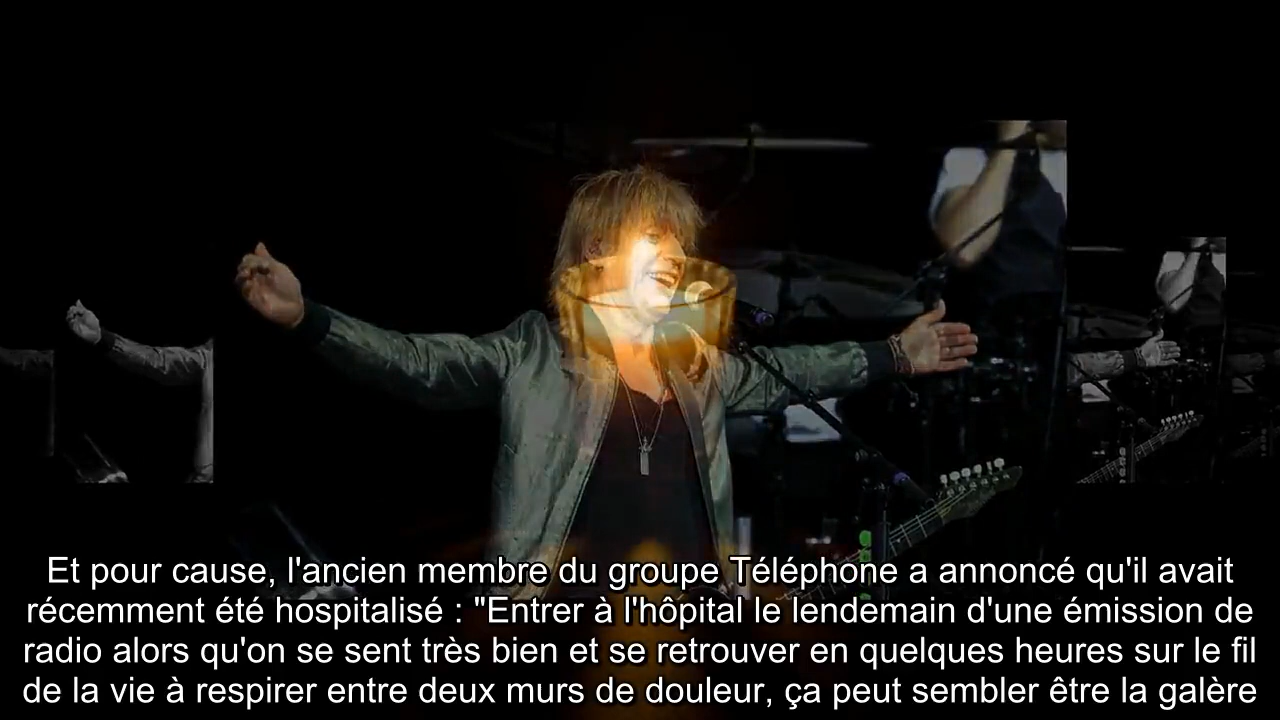 Et pour cause, l'ancien membre du groupe Téléphone a annoncé qu'il avait
récemment été hospitalisé : "Entrer à l'hôpital le lendemain d'une émission de
radio alors qu'on se sent très bien et se retrouver en quelques heures sur le fil
de la vie à respirer entre deux murs de douleur, ça peut sembler être la galère